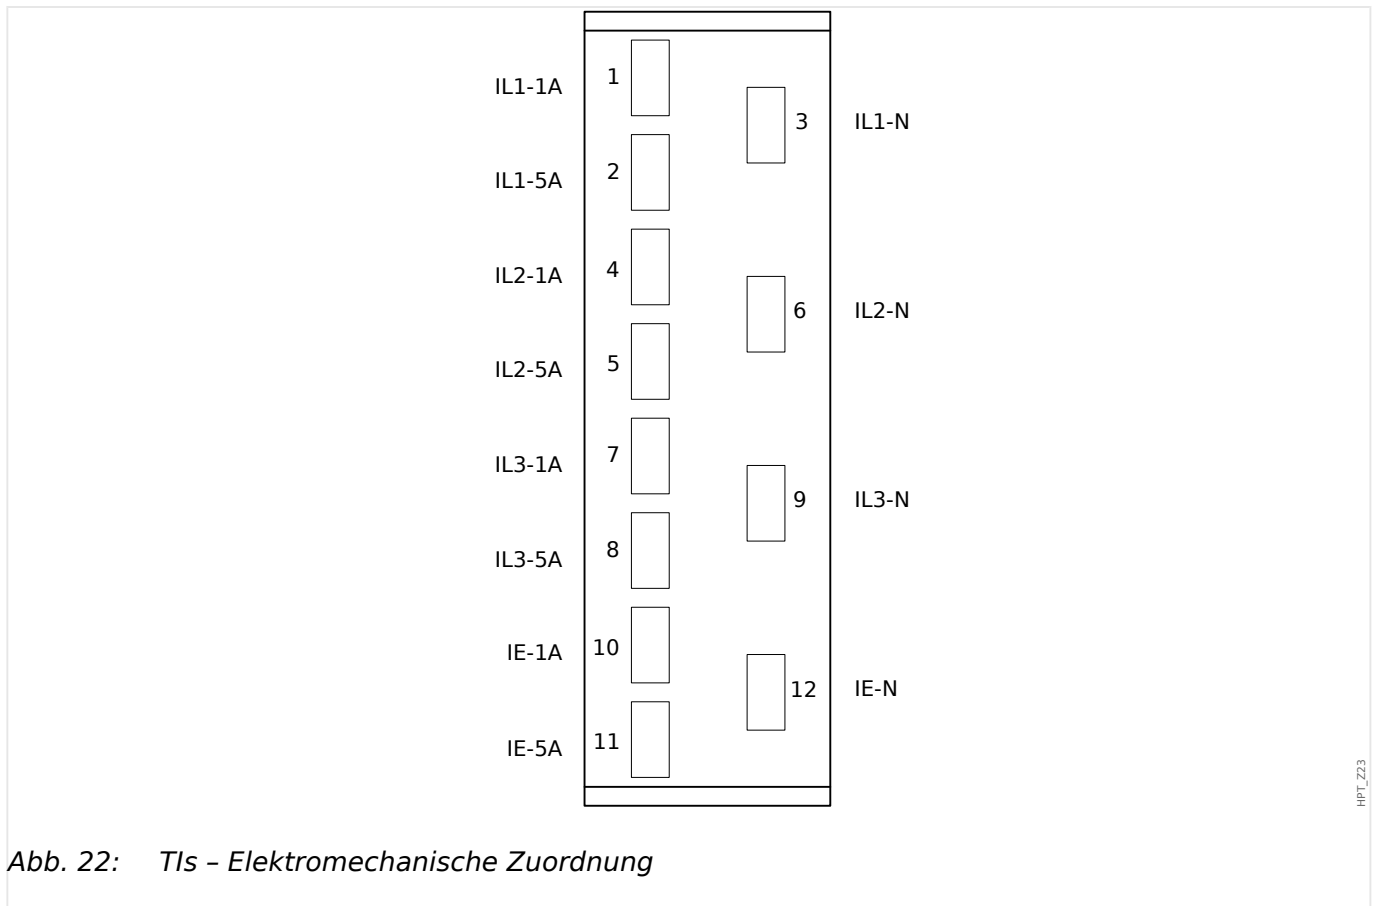 IL1-1A 1
3 IL1-N
IL1-5A 2
IL2-1A 4
6 IL2-N
IL2-5A 5
IL3-1A 7
9 IL3-N
IL3-5A 8
IE-1A 10
12 IE-N
IE-5A 11
HPT_Z23
Abb. 22: TIs – Elektromechanische Zuordnung